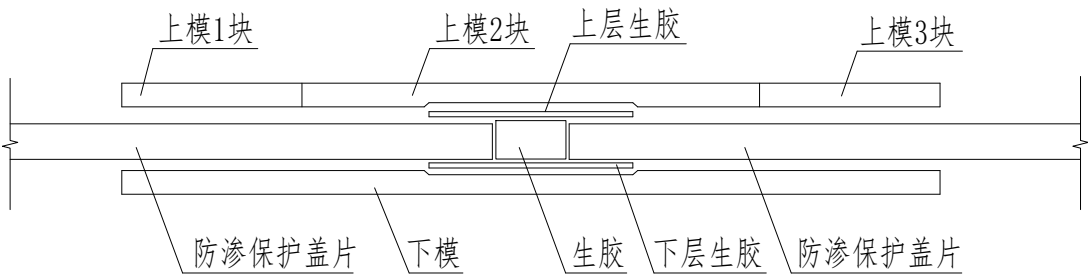 上模1块
上模2块
上层生胶
上模3块
防渗保护盖片
下模
生胶
下层生胶
防渗保护盖片